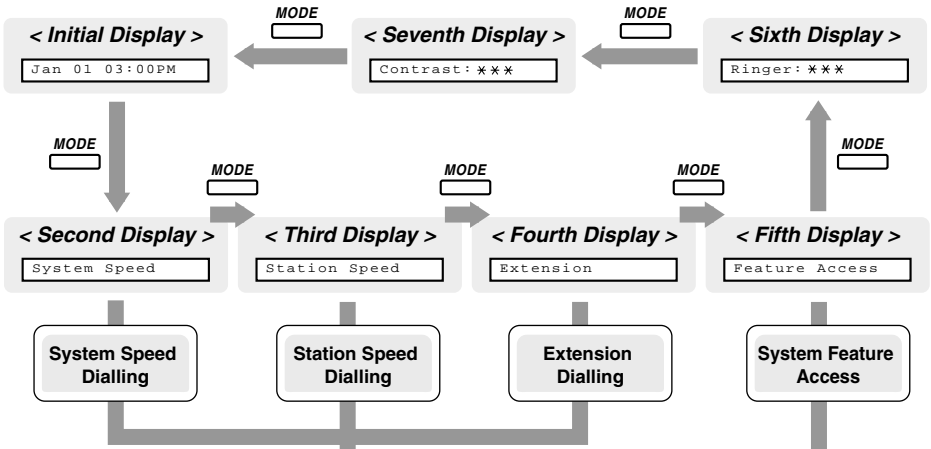 MODE
MODE
< Initial Display >
< Seventh Display >
< Sixth Display >
Jan 01 03:00PM
Contrast: ***
Ringer: ***
MODE
MODE
MODE
MODE
MODE
< Second Display >
< Third Display >
< Fourth Display >
< Fifth Display >
System Speed
Station Speed
Extension
Feature Access
System Speed
Dialling
Station Speed
Dialling
Extension
Dialling
System Feature
Access